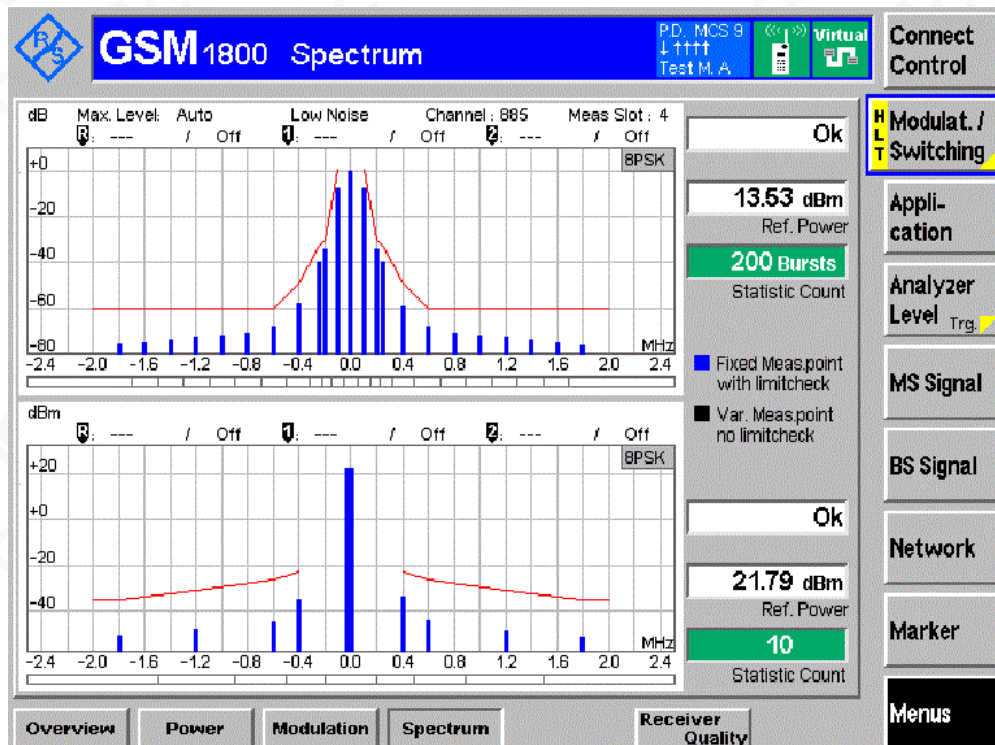 R&S
GSM 1800 Spectrum
P.D. MCS 9
↓ ↑↑↑↑
Test M. A
Virtual
Connect Control
dB Max. Level: Auto Low Noise Channel : 885 Meas Slot : 4
R : --- / Off 1 : --- / Off 2 : --- / Off
8PSK
+0
-20
-40
-60
-80
MHz
-2.4 -2.0 -1.6 -1.2 -0.8 -0.4 0.0 0.4 0.8 1.2 1.6 2.0 2.4
Ok
13.53 dBm
Ref. Power
200 Bursts
Statistic Count
Fixed Meas.point
with limitcheck
Var. Meas.point
no limitcheck
dBm
R : --- / Off 1 : --- / Off 2 : --- / Off
8PSK
+20
+0
-20
-40
MHz
-2.4 -2.0 -1.6 -1.2 -0.8 -0.4 0.0 0.4 0.8 1.2 1.6 2.0 2.4
Ok
21.79 dBm
Ref. Power
10
Statistic Count
HLT
Modulat. /
Switching
Appli-
cation
Analyzer
Level Trg.
MS Signal
BS Signal
Network
Marker
Menus
Overview
Power
Modulation
Spectrum
Receiver
Quality